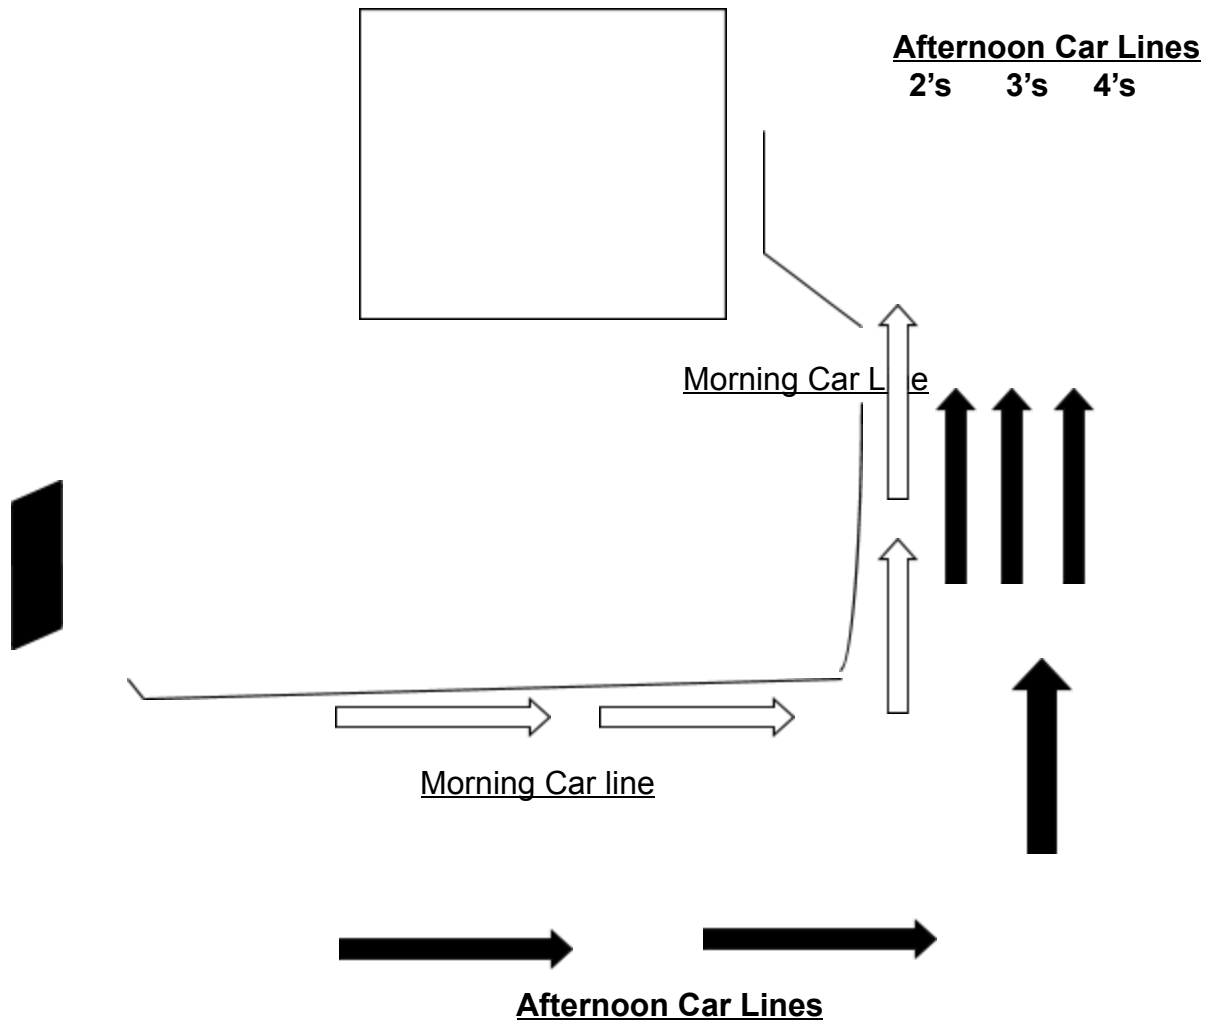 Afternoon Car Lines
2’s 3’s 4’s
Morning Car Line
Morning Car line
Afternoon Car Lines